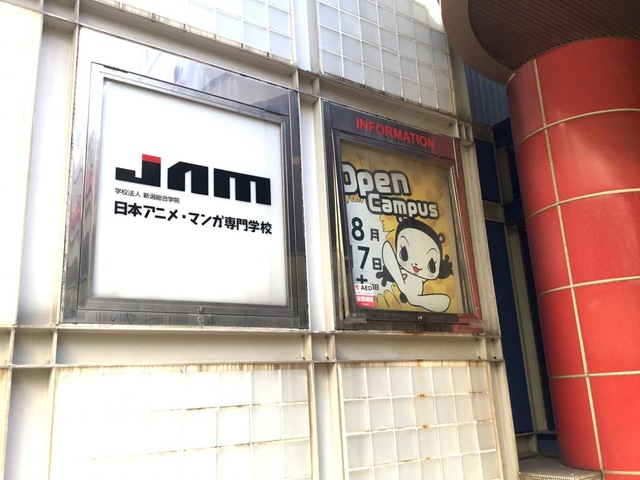 JAM
学校法人 新潟総合学院
日本アニメ・マンガ専門学校
INFORMATION
Open
Campus
8月
7日
AED